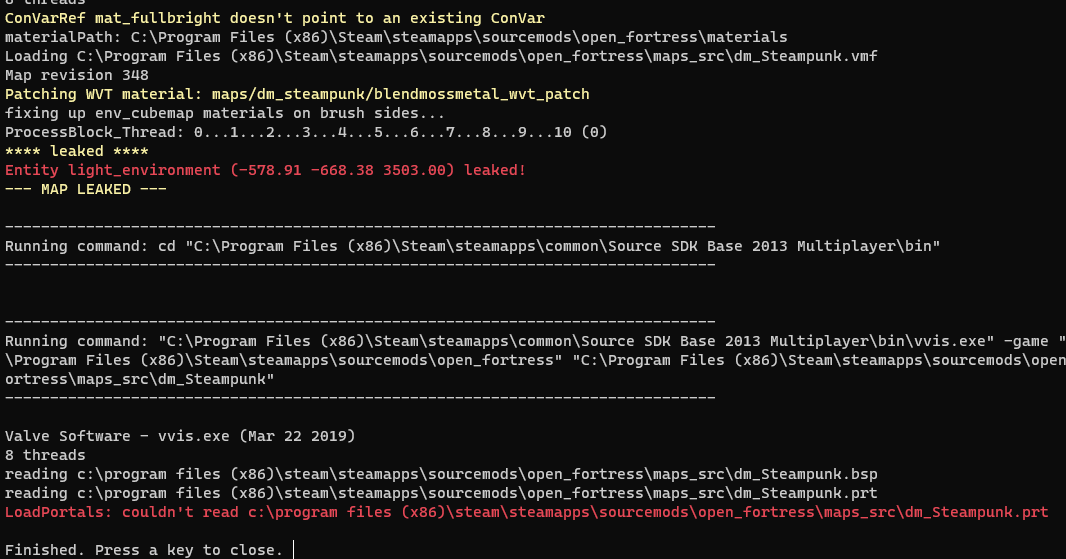 8 threads
ConVarRef mat_fullbright doesn't point to an existing ConVar
materialPath: C:\Program Files (x86)\Steam\steamapps\sourcemods\open_fortress\materials
Loading C:\Program Files (x86)\Steam\steamapps\sourcemods\open_fortress\maps_src\dm_Steampunk.vmf
Map revision 348
Patching WVT material: maps/dm_steampunk/blendmossmetal_wvt_patch
fixing up env_cubemap materials on brush sides...
ProcessBlock_Thread: 0...1...2...3...4...5...6...7...8...9...10 (0)
**** leaked ****
Entity light_environment (-578.91 -668.38 3503.00) leaked!
--- MAP LEAKED ---
-------------------------------------------------------------------------------
Running command: cd "C:\Program Files (x86)\Steam\steamapps\common\Source SDK Base 2013 Multiplayer\bin"
-------------------------------------------------------------------------------
-------------------------------------------------------------------------------
Running command: "C:\Program Files (x86)\Steam\steamapps\common\Source SDK Base 2013 Multiplayer\bin\vvis.exe" -game "
\Program Files (x86)\Steam\steamapps\sourcemods\open_fortress" "C:\Program Files (x86)\Steam\steamapps\sourcemods\open
ortress\maps_src\dm_Steampunk"
-------------------------------------------------------------------------------
Valve Software - vvis.exe (Mar 22 2019)
8 threads
reading c:\program files (x86)\steam\steamapps\sourcemods\open_fortress\maps_src\dm_Steampunk.bsp
reading c:\program files (x86)\steam\steamapps\sourcemods\open_fortress\maps_src\dm_Steampunk.prt
LoadPortals: couldn't read c:\program files (x86)\steam\steamapps\sourcemods\open_fortress\maps_src\dm_Steampunk.prt
Finished. Press a key to close.